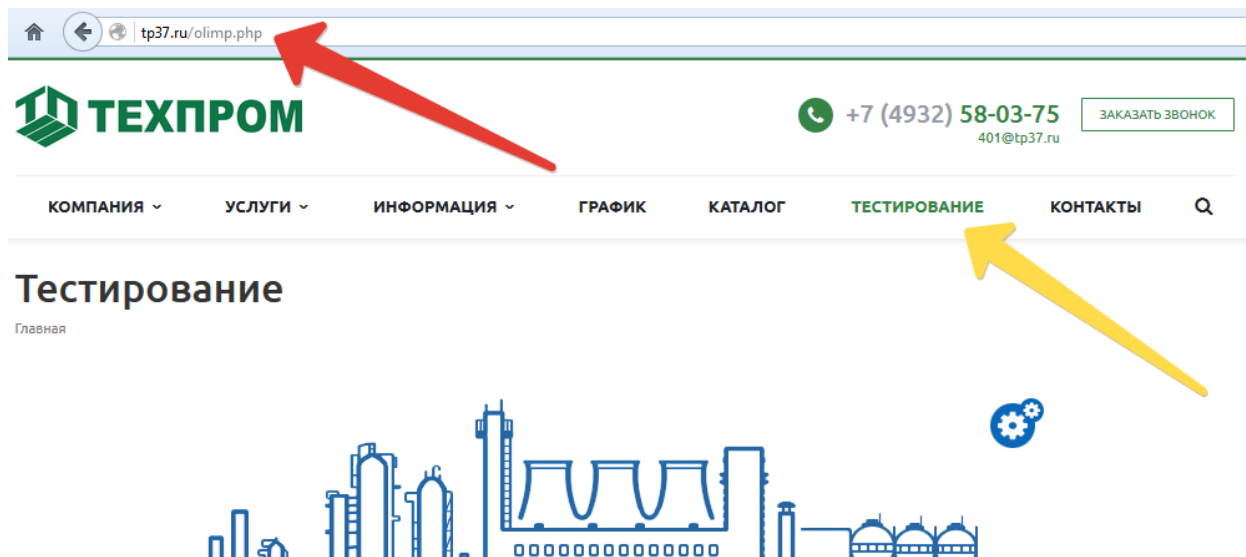 tp37.ru/olimp.php
ТЕХПРОМ
+7 (4932) 58-03-75
ЗАКАЗАТЬ ЗВОНОК
401@tp37.ru
КОМПАНИЯ УСЛУГИ ИНФОРМАЦИЯ ГРАФИК КАТАЛОГ ТЕСТИРОВАНИЕ КОНТАКТЫ
Тестирование
Главная